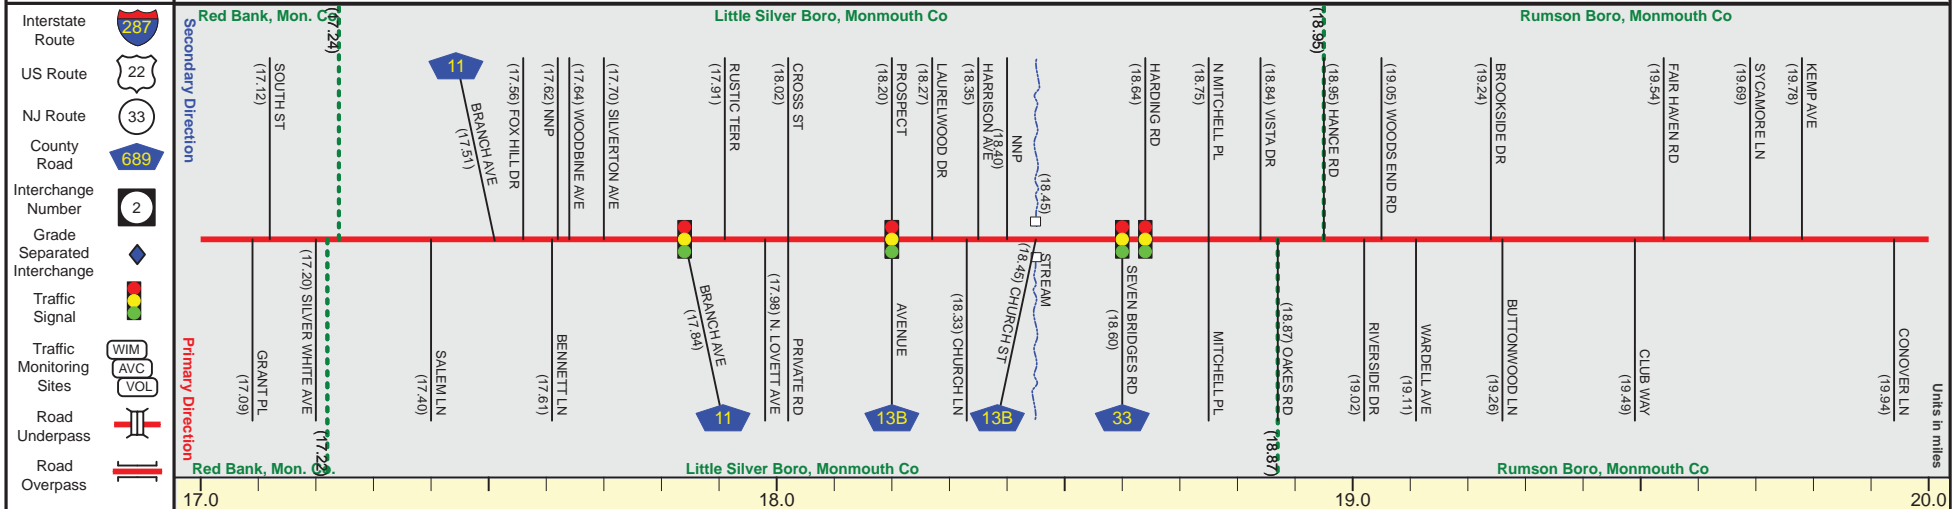 Interstate
Route
287
US Route
22
NJ Route
33
County
Road
689
Interchange
Number
2
Grade
Separated
Interchange
Traffic
Signal
Traffic
Monitoring
Sites
WIM
AVC
VOL
Road
Underpass
Road
Overpass
Secondary Direction
Primary Direction
Red Bank, Mon. Co.
(17.24)
Little Silver Boro, Monmouth Co
(18.95)
Rumson Boro, Monmouth Co
SOUTH ST
(17.12)
11
BRANCH AVE
(17.51)
(17.56) FOX HILL DR
(17.62) NNP
(17.64) WOODBINE AVE
(17.70) SILVERTON AVE
RUSTIC TERR
(17.91)
CROSS ST
(18.02)
PROSPECT
(18.20)
LAURELWOOD DR
(18.27)
HARRISON AVE
(18.35)
NNP
(18.40)
(18.45)
HARDING RD
(18.64)
N MITCHELL PL
(18.75)
(18.84) VISTA DR
(18.95) HANCE RD
(19.05) WOODS END RD
BROOKSIDE DR
(19.24)
FAIR HAVEN RD
(19.54)
SYCAMORE LN
(19.69)
KEMP AVE
(19.78)
GRANT PL
(17.09)
(17.20) SILVER WHITE AVE
SALEM LN
(17.40)
BENNETT LN
(17.61)
BRANCH AVE
(17.84)
11
(17.98) N. LOVETT AVE
PRIVATE RD
AVENUE
13B
(18.33) CHURCH LN
(18.45) CHURCH ST
13B
STREAM
SEVEN BRIDGES RD
(18.60)
33
MITCHELL PL
(18.87) OAKES RD
RIVERSIDE DR
(19.02)
WARDELL AVE
(19.11)
BUTTONWOOD LN
(19.26)
CLUB WAY
(19.49)
CONOVER LN
(19.94)
Units in miles
Red Bank, Mon. Co.
(17.22)
Little Silver Boro, Monmouth Co
(18.87)
Rumson Boro, Monmouth Co
17.0
18.0
19.0
20.0